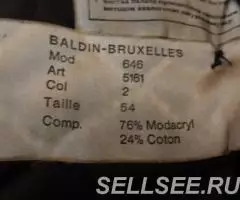 BALDIN-BRUXELLES
Mod 646
Art 5161
Col 2
Taille 54
Comp. 76% Modacryl
24% Coton
SELLSEE.RU